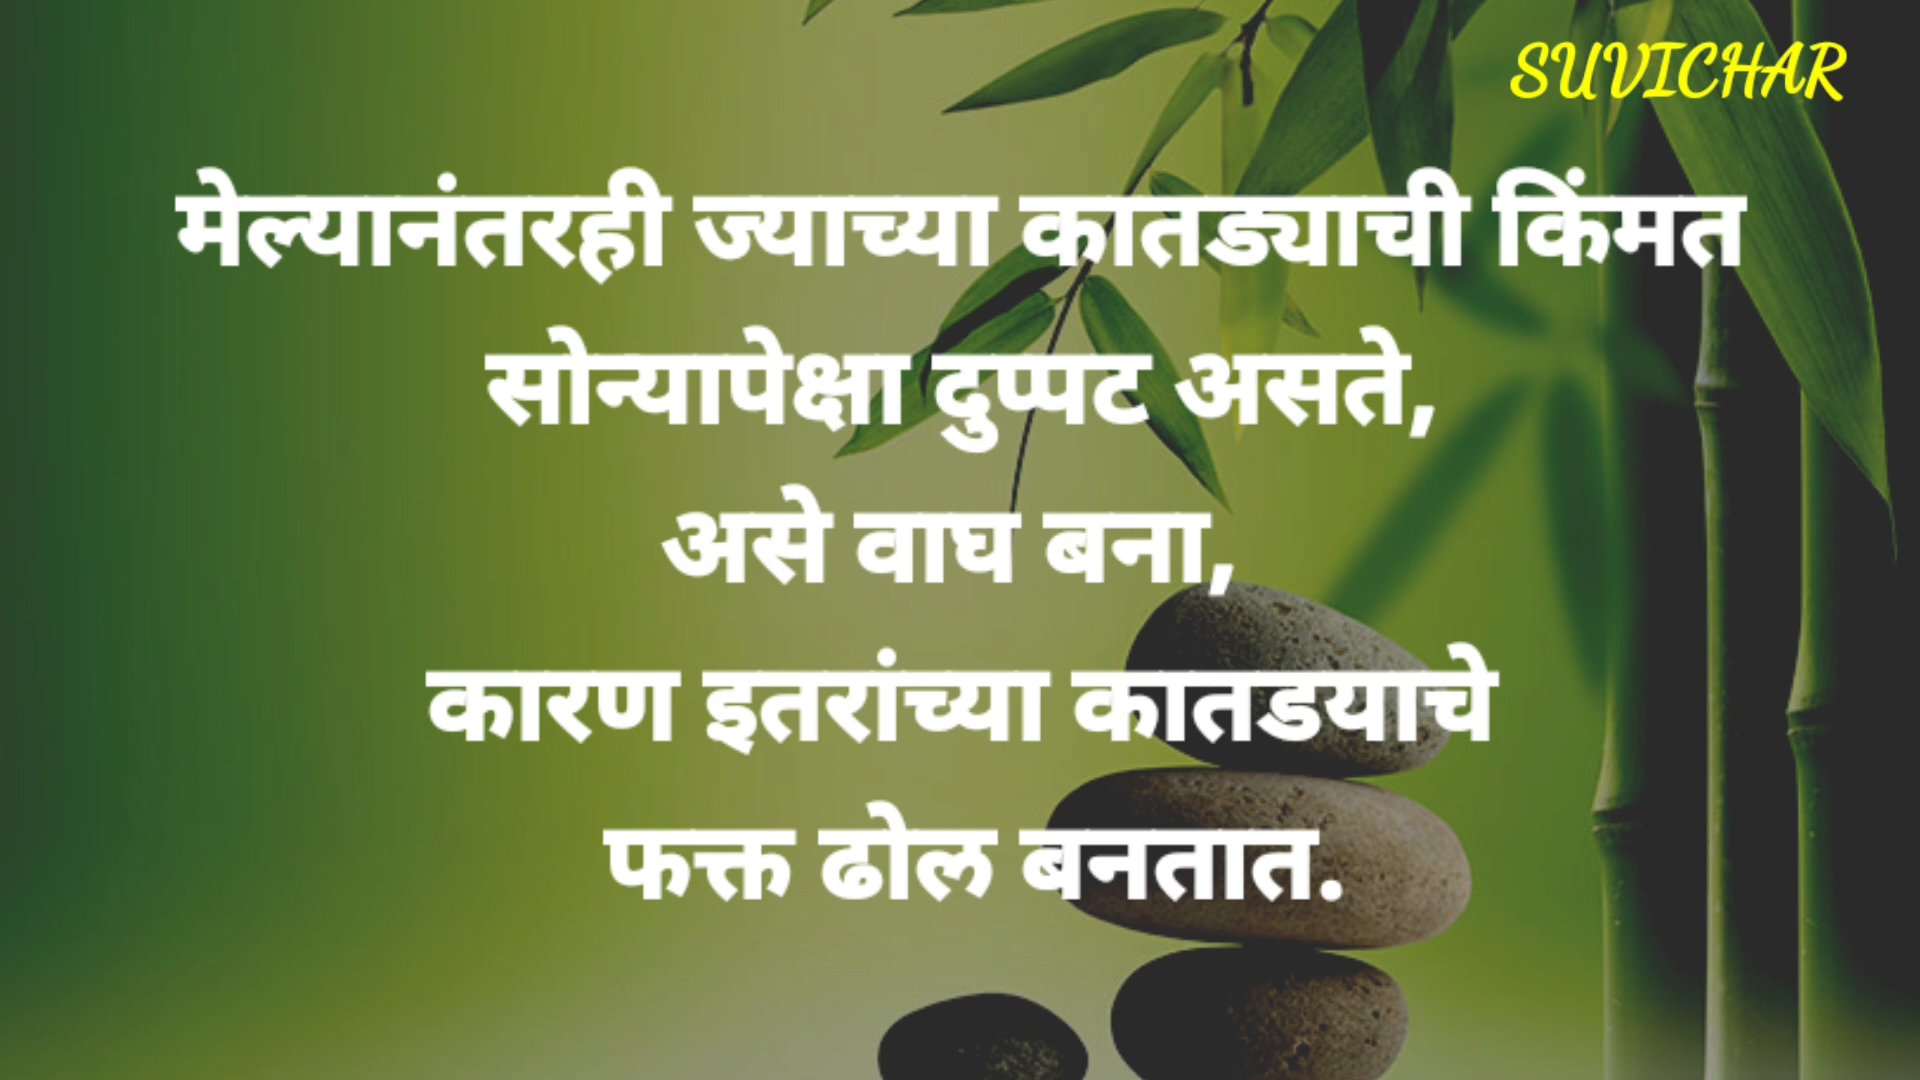 SUVICHAR
मेल्यानंतरही ज्याच्या कातड्याची किंमत
सोन्यापेक्षा दुप्पट असते,
असे वाघ बना,
कारण इतरांच्या कातडयाचे
फक्त ढोल बनतात.